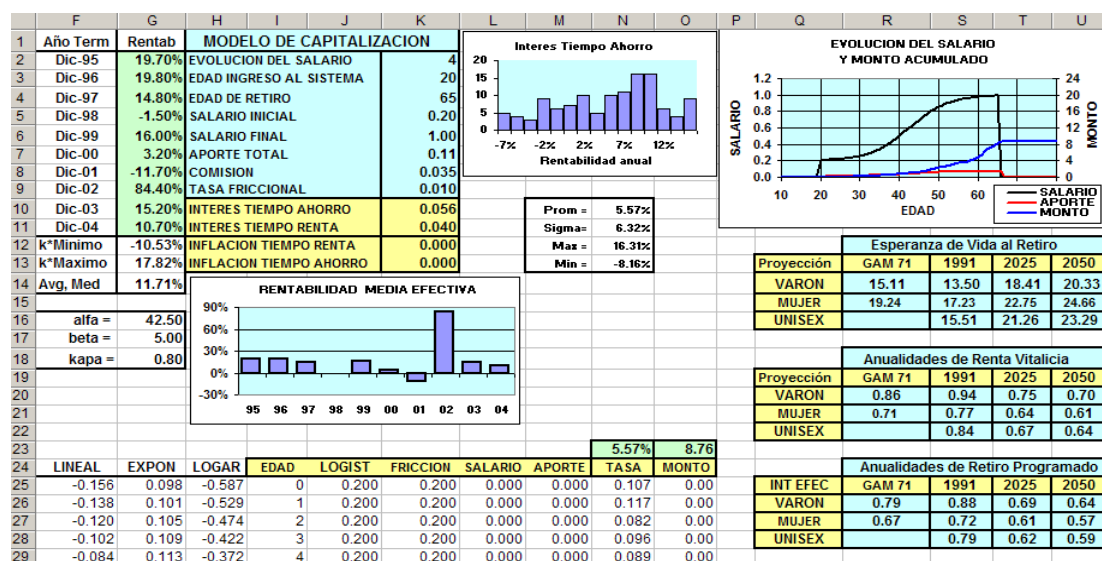 F G H I J K L M N O P Q R S T U
1 Año Term Rentab MODELO DE CAPITALIZACION
2 Dic-95 19.70% EVOLUCION DEL SALARIO 4
3 Dic-96 19.80% EDAD INGRESO AL SISTEMA 20
4 Dic-97 14.80% EDAD DE RETIRO 65
5 Dic-98 -1.50% SALARIO INICIAL 0.20
6 Dic-99 16.00% SALARIO FINAL 1.00
7 Dic-00 3.20% APORTE TOTAL 0.11
8 Dic-01 -11.70% COMISION 0.035
9 Dic-02 84.40% TASA FRICCIONAL 0.010
10 Dic-03 15.20% INTERES TIEMPO AHORRO 0.056
11 Dic-04 10.70% INTERES TIEMPO RENTA 0.040
12 k*Minimo -10.53% INFLACION TIEMPO RENTA 0.000
13 k*Maximo 17.82% INFLACION TIEMPO AHORRO 0.000
14 Avg, Med 11.71%
15
16 alfa = 42.50
17 beta = 5.00
18 kapa = 0.80
19
20
21
22
Interes Tiempo Ahorro
20
15
10
5
0
-7% -2% 2% 7% 12%
Rentabilidad anual
Prom = 5.57%
Sigma= 6.32%
Max = 16.31%
Min = -8.16%
RENTABILIDAD MEDIA EFECTIVA
90%
60%
30%
0%
-30%
95 96 97 98 99 00 01 02 03 04
EVOLUCION DEL SALARIO
Y MONTO ACUMULADO
SALARIO
1.2 24
1.0 20
0.8 16
0.6 12
0.4 8
0.2 4
0.0 0
MONTO
10 20 30 40 50 60
EDAD
SALARIO
APORTE
MONTO
Esperanza de Vida al Retiro
Proyección GAM 71 1991 2025 2050
VARON 15.11 13.50 18.41 20.33
MUJER 19.24 17.23 22.75 24.66
UNISEX 15.51 21.26 23.29
Anualidades de Renta Vitalicia
Proyección GAM 71 1991 2025 2050
VARON 0.86 0.94 0.75 0.70
MUJER 0.71 0.77 0.64 0.61
UNISEX 0.84 0.67 0.64
Anualidades de Retiro Programado
INT EFEC GAM 71 1991 2025 2050
VARON 0.79 0.88 0.69 0.64
MUJER 0.67 0.72 0.61 0.57
UNISEX 0.79 0.62 0.59
23 5.57% 8.76
24 LINEAL EXPON LOGAR EDAD LOGIST FRICCION SALARIO APORTE TASA MONTO
25 -0.156 0.098 -0.587 0 0.200 0.200 0.000 0.000 0.107 0.00
26 -0.138 0.101 -0.529 1 0.200 0.200 0.000 0.000 0.117 0.00
27 -0.120 0.105 -0.474 2 0.200 0.200 0.000 0.000 0.082 0.00
28 -0.102 0.109 -0.422 3 0.200 0.200 0.000 0.000 0.096 0.00
29 -0.084 0.113 -0.372 4 0.200 0.200 0.000 0.000 0.089 0.00